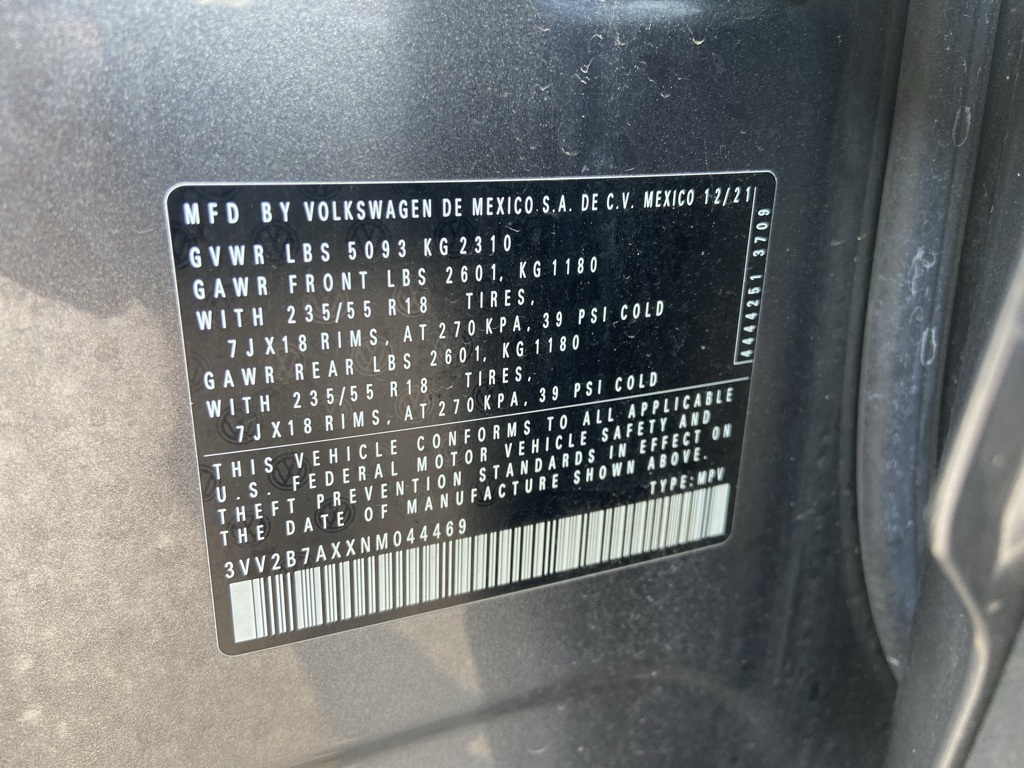 MFD BY VOLKSWAGEN DE MEXICO S.A. DE C.V. MEXICO 12/21
GVWR LBS 5093 KG 2310
GAWR FRONT LBS 2601, KG 1180
WITH 235/55 R18 TIRES,
7JX18 RIMS, AT 270 KPA, 39 PSI COLD
GAWR REAR LBS 2601, KG 1180
WITH 235/55 R18 TIRES,
7JX18 RIMS, AT 270 KPA, 39 PSI COLD
4444251 3709
THIS VEHICLE CONFORMS TO ALL APPLICABLE
U.S. FEDERAL MOTOR VEHICLE SAFETY AND
THEFT PREVENTION STANDARDS IN EFFECT ON
THE DATE OF MANUFACTURE SHOWN ABOVE.
TYPE: MPV
3VV2B7AXXNM044469